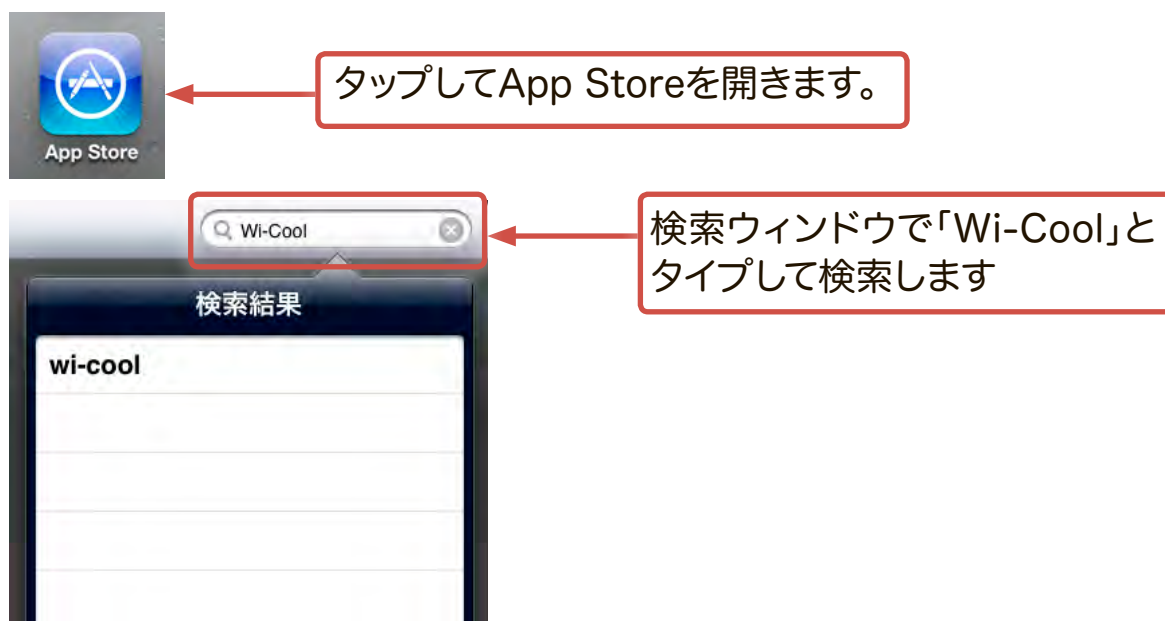 タップしてApp Storeを開きます。
App Store
Wi-Cool
検索ウィンドウで「Wi-Cool」と
タイプして検索します
検索結果
wi-cool